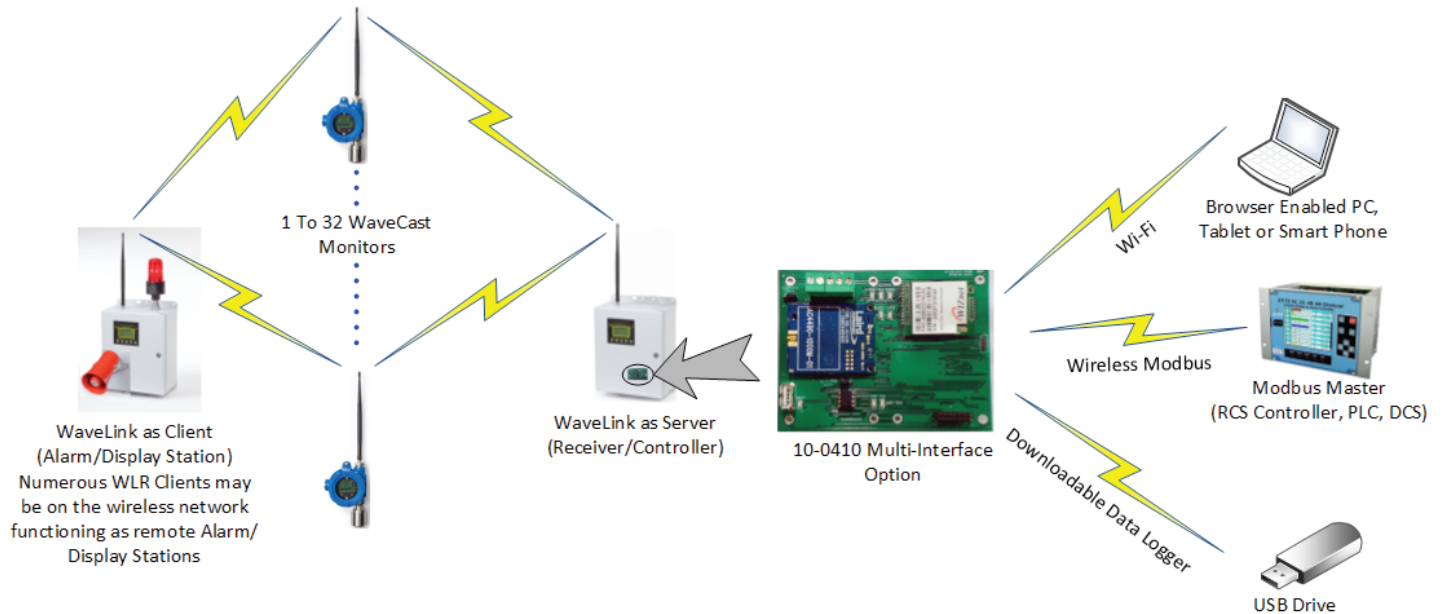 1 To 32 WaveCast
Monitors
WaveLink as Client
(Alarm/Display Station)
Numerous WLR Clients may
be on the wireless network
functioning as remote Alarm/
Display Stations
WaveLink as Server
(Receiver/Controller)
Laird
WIZnet
10-0410 Multi-Interface
Option
Wi-Fi
Browser Enabled PC,
Tablet or Smart Phone
Wireless Modbus
Modbus Master
(RCS Controller, PLC, DCS)
Downloadable Data Logger
USB Drive